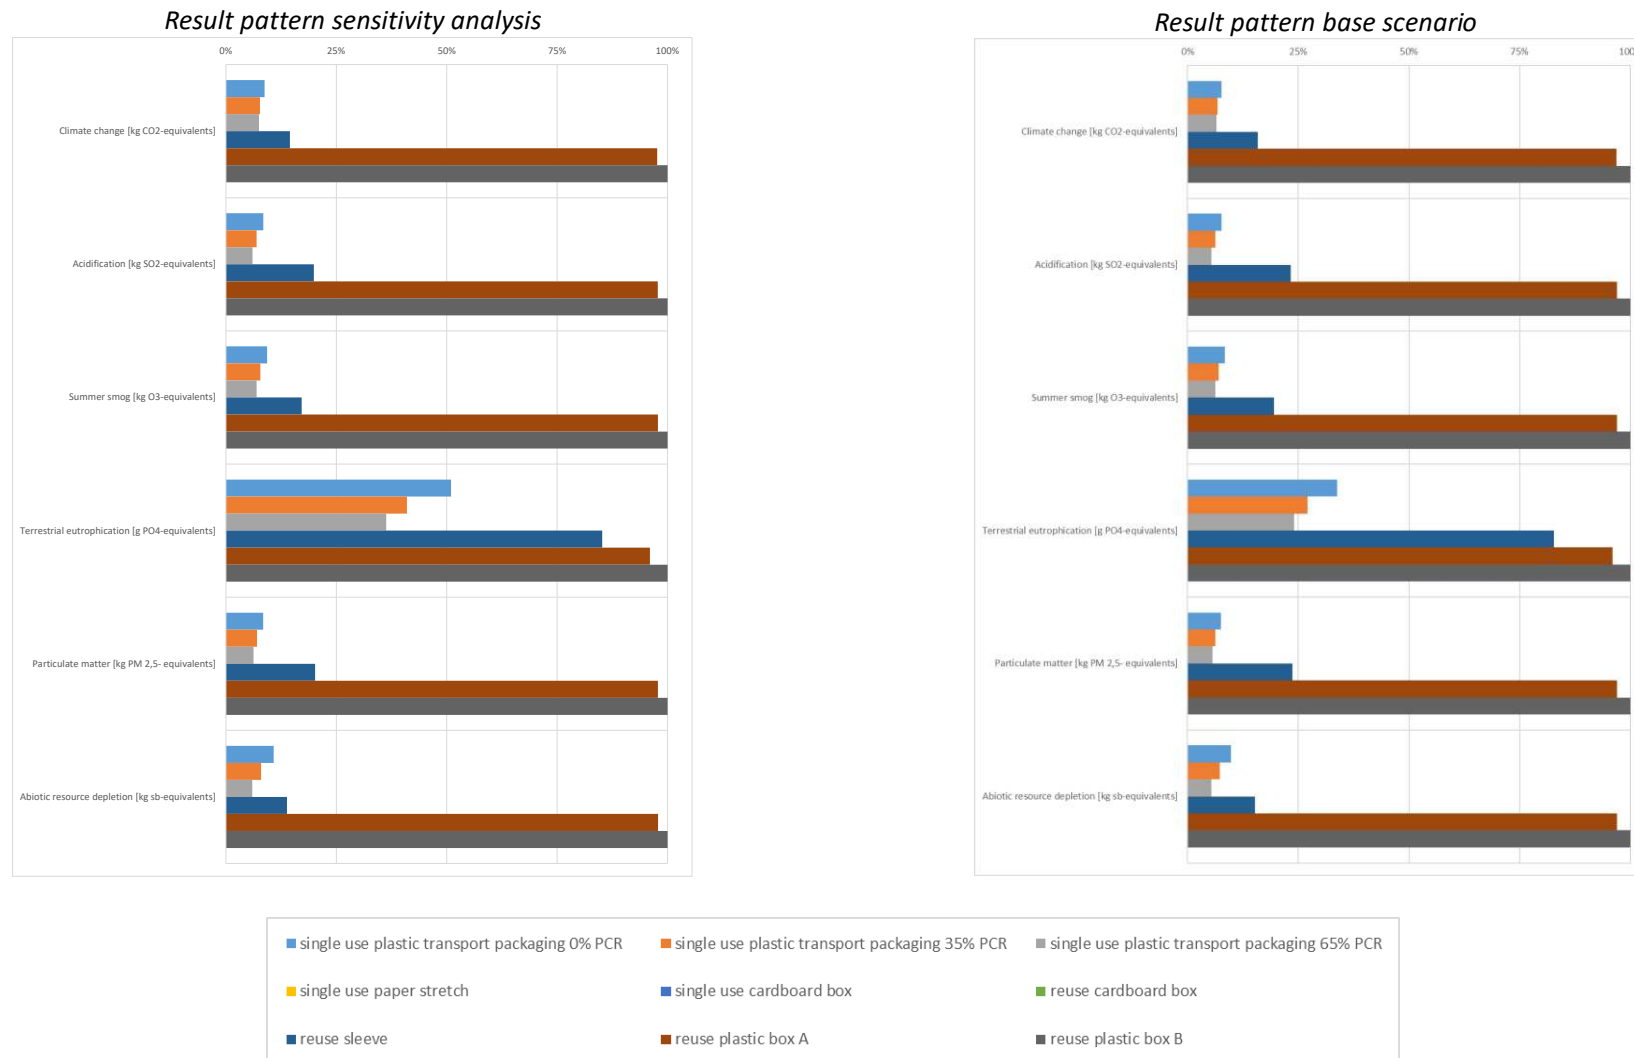 Result pattern sensitivity analysis
0% 25% 50% 75% 100%
Climate change [kg CO2-equivalents]
Acidification [kg SO2-equivalents]
Summer smog [kg O3-equivalents]
Terrestrial eutrophication [g PO4-equivalents]
Particulate matter [kg PM 2,5- equivalents]
Abiotic resource depletion [kg sb-equivalents]
Result pattern base scenario
0% 25% 50% 75% 100
Climate change [kg CO2-equivalents]
Acidification [kg SO2-equivalents]
Summer smog [kg O3-equivalents]
Terrestrial eutrophication [g PO4-equivalents]
Particulate matter [kg PM 2,5- equivalents]
Abiotic resource depletion [kg sb-equivalents]
single use plastic transport packaging 0% PCR single use plastic transport packaging 35% PCR single use plastic transport packaging 65% PCR
single use paper stretch single use cardboard box reuse cardboard box
reuse sleeve reuse plastic box A reuse plastic box B